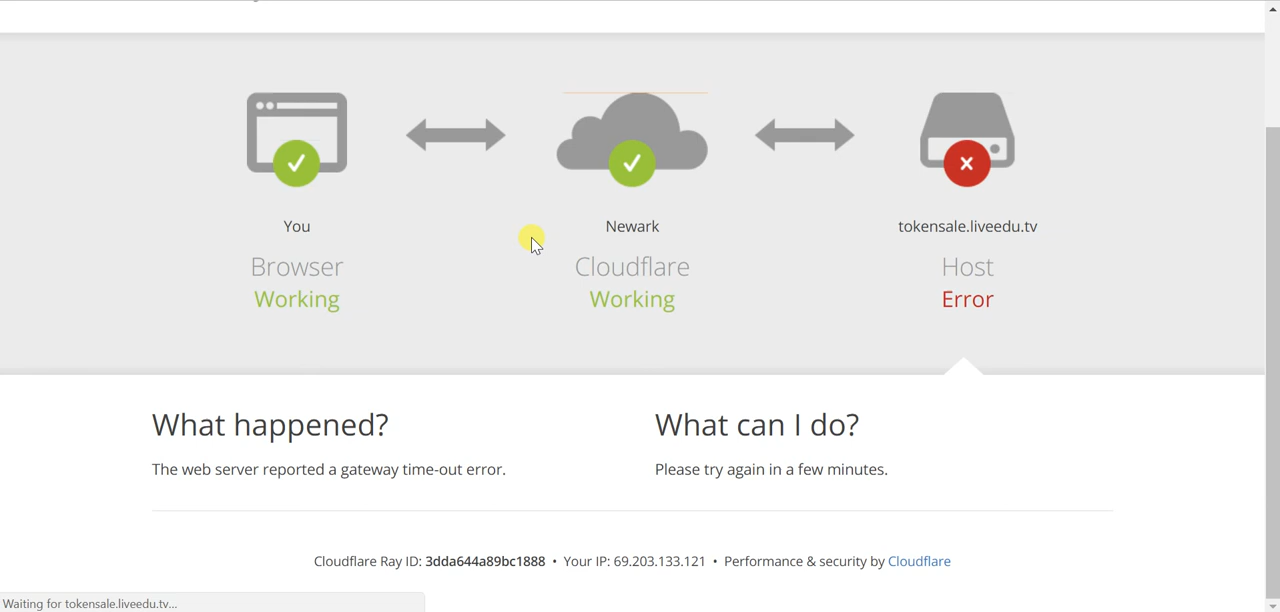 You
Newark
tokensale.liveedu.tv
Browser
Cloudflare
Host
Working
Working
Error
What happened?
What can I do?
The web server reported a gateway time-out error.
Please try again in a few minutes.
Cloudflare Ray ID: 3dda644a89bc1888 • Your IP: 69.203.133.121 • Performance & security by Cloudflare
Waiting for tokensale.liveedu.tv...